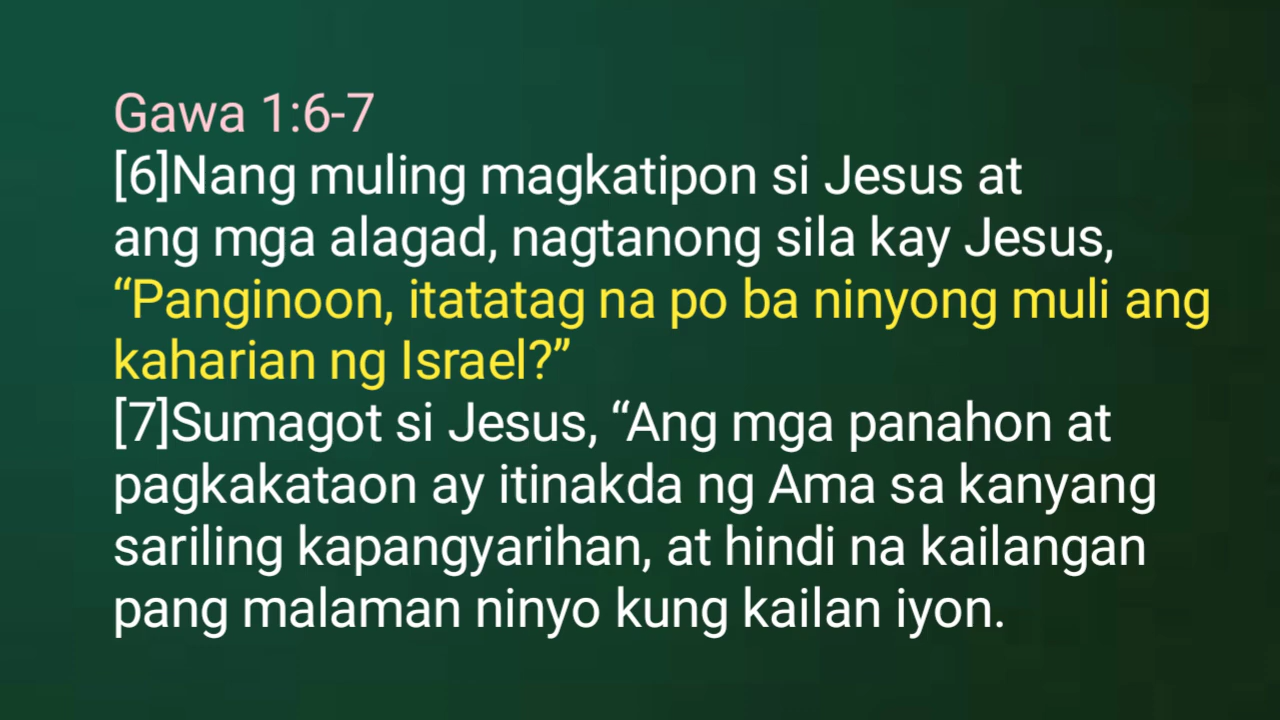 Gawa 1:6-7
[6]Nang muling magkatipon si Jesus at
ang mga alagad, nagtanong sila kay Jesus,
“Panginoon, itatatag na po ba ninyong muli ang
kaharian ng Israel?”
[7]Sumagot si Jesus, “Ang mga panahon at
pagkakataon ay itinakda ng Ama sa kanyang
sariling kapangyarihan, at hindi na kailangan
pang malaman ninyo kung kailan iyon.